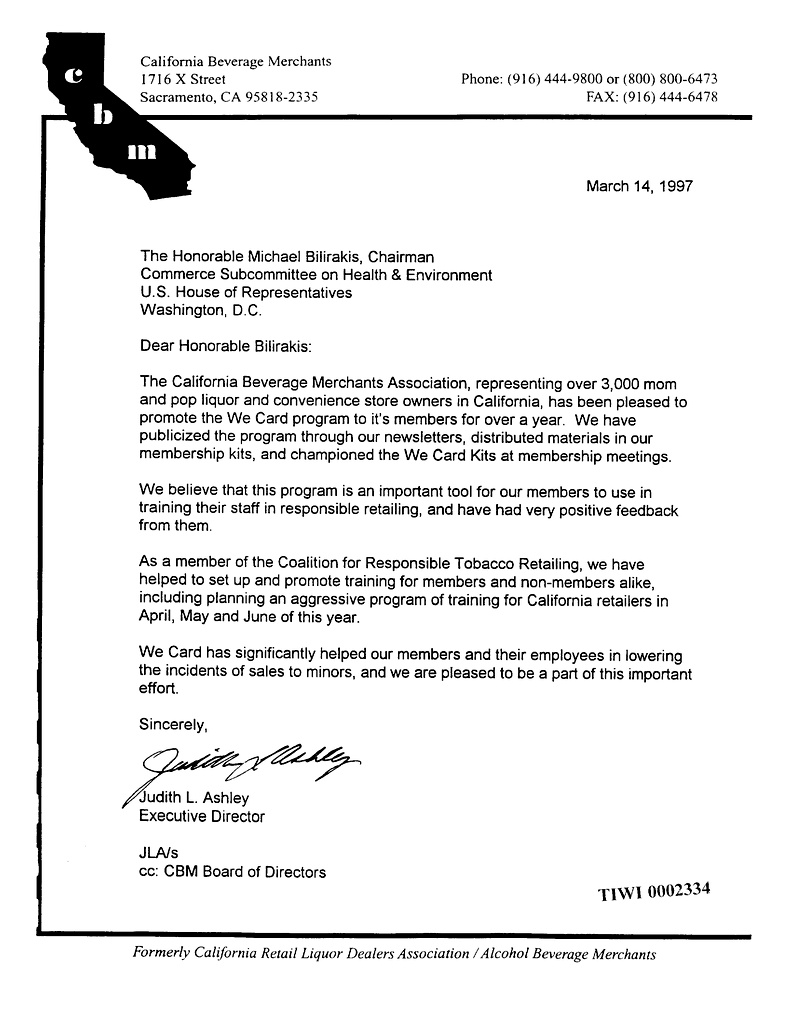 c
b
m
California Beverage Merchants
1716 X Street
Sacramento, CA 95818-2335
Phone: (916) 444-9800 or (800) 800-6473
FAX: (916) 444-6478
March 14, 1997
The Honorable Michael Bilirakis, Chairman
Commerce Subcommittee on Health & Environment
U.S. House of Representatives
Washington, D.C.
Dear Honorable Bilirakis:
The California Beverage Merchants Association, representing over 3,000 mom
and pop liquor and convenience store owners in California, has been pleased to
promote the We Card program to it's members for over a year. We have
publicized the program through our newsletters, distributed materials in our
membership kits, and championed the We Card Kits at membership meetings.
We believe that this program is an important tool for our members to use in
training their staff in responsible retailing, and have had very positive feedback
from them.
As a member of the Coalition for Responsible Tobacco Retailing, we have
helped to set up and promote training for members and non-members alike,
including planning an aggressive program of training for California retailers in
April, May and June of this year.
We Card has significantly helped our members and their employees in lowering
the incidents of sales to minors, and we are pleased to be a part of this important
effort.
Sincerely,
Judith L Ashley
Judith L. Ashley
Executive Director
JLA/s
cc: CBM Board of Directors
TIWI 0002334
Formerly California Retail Liquor Dealers Association / Alcohol Beverage Merchants